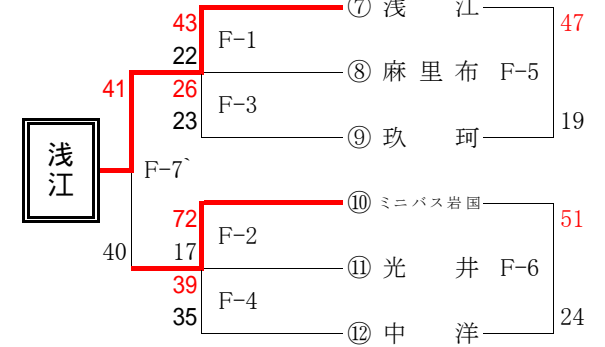 ⑦ 浅 江
43
47
F-1
22
⑧ 麻 里 布
F-5
41
26
F-3
23
19
⑨ 玖 珂
浅江
F-7`
⑩ ミニバス岩国
72
51
F-2
40
17
⑪ 光 井
F-6
39
F-4
35
24
⑫ 中 洋